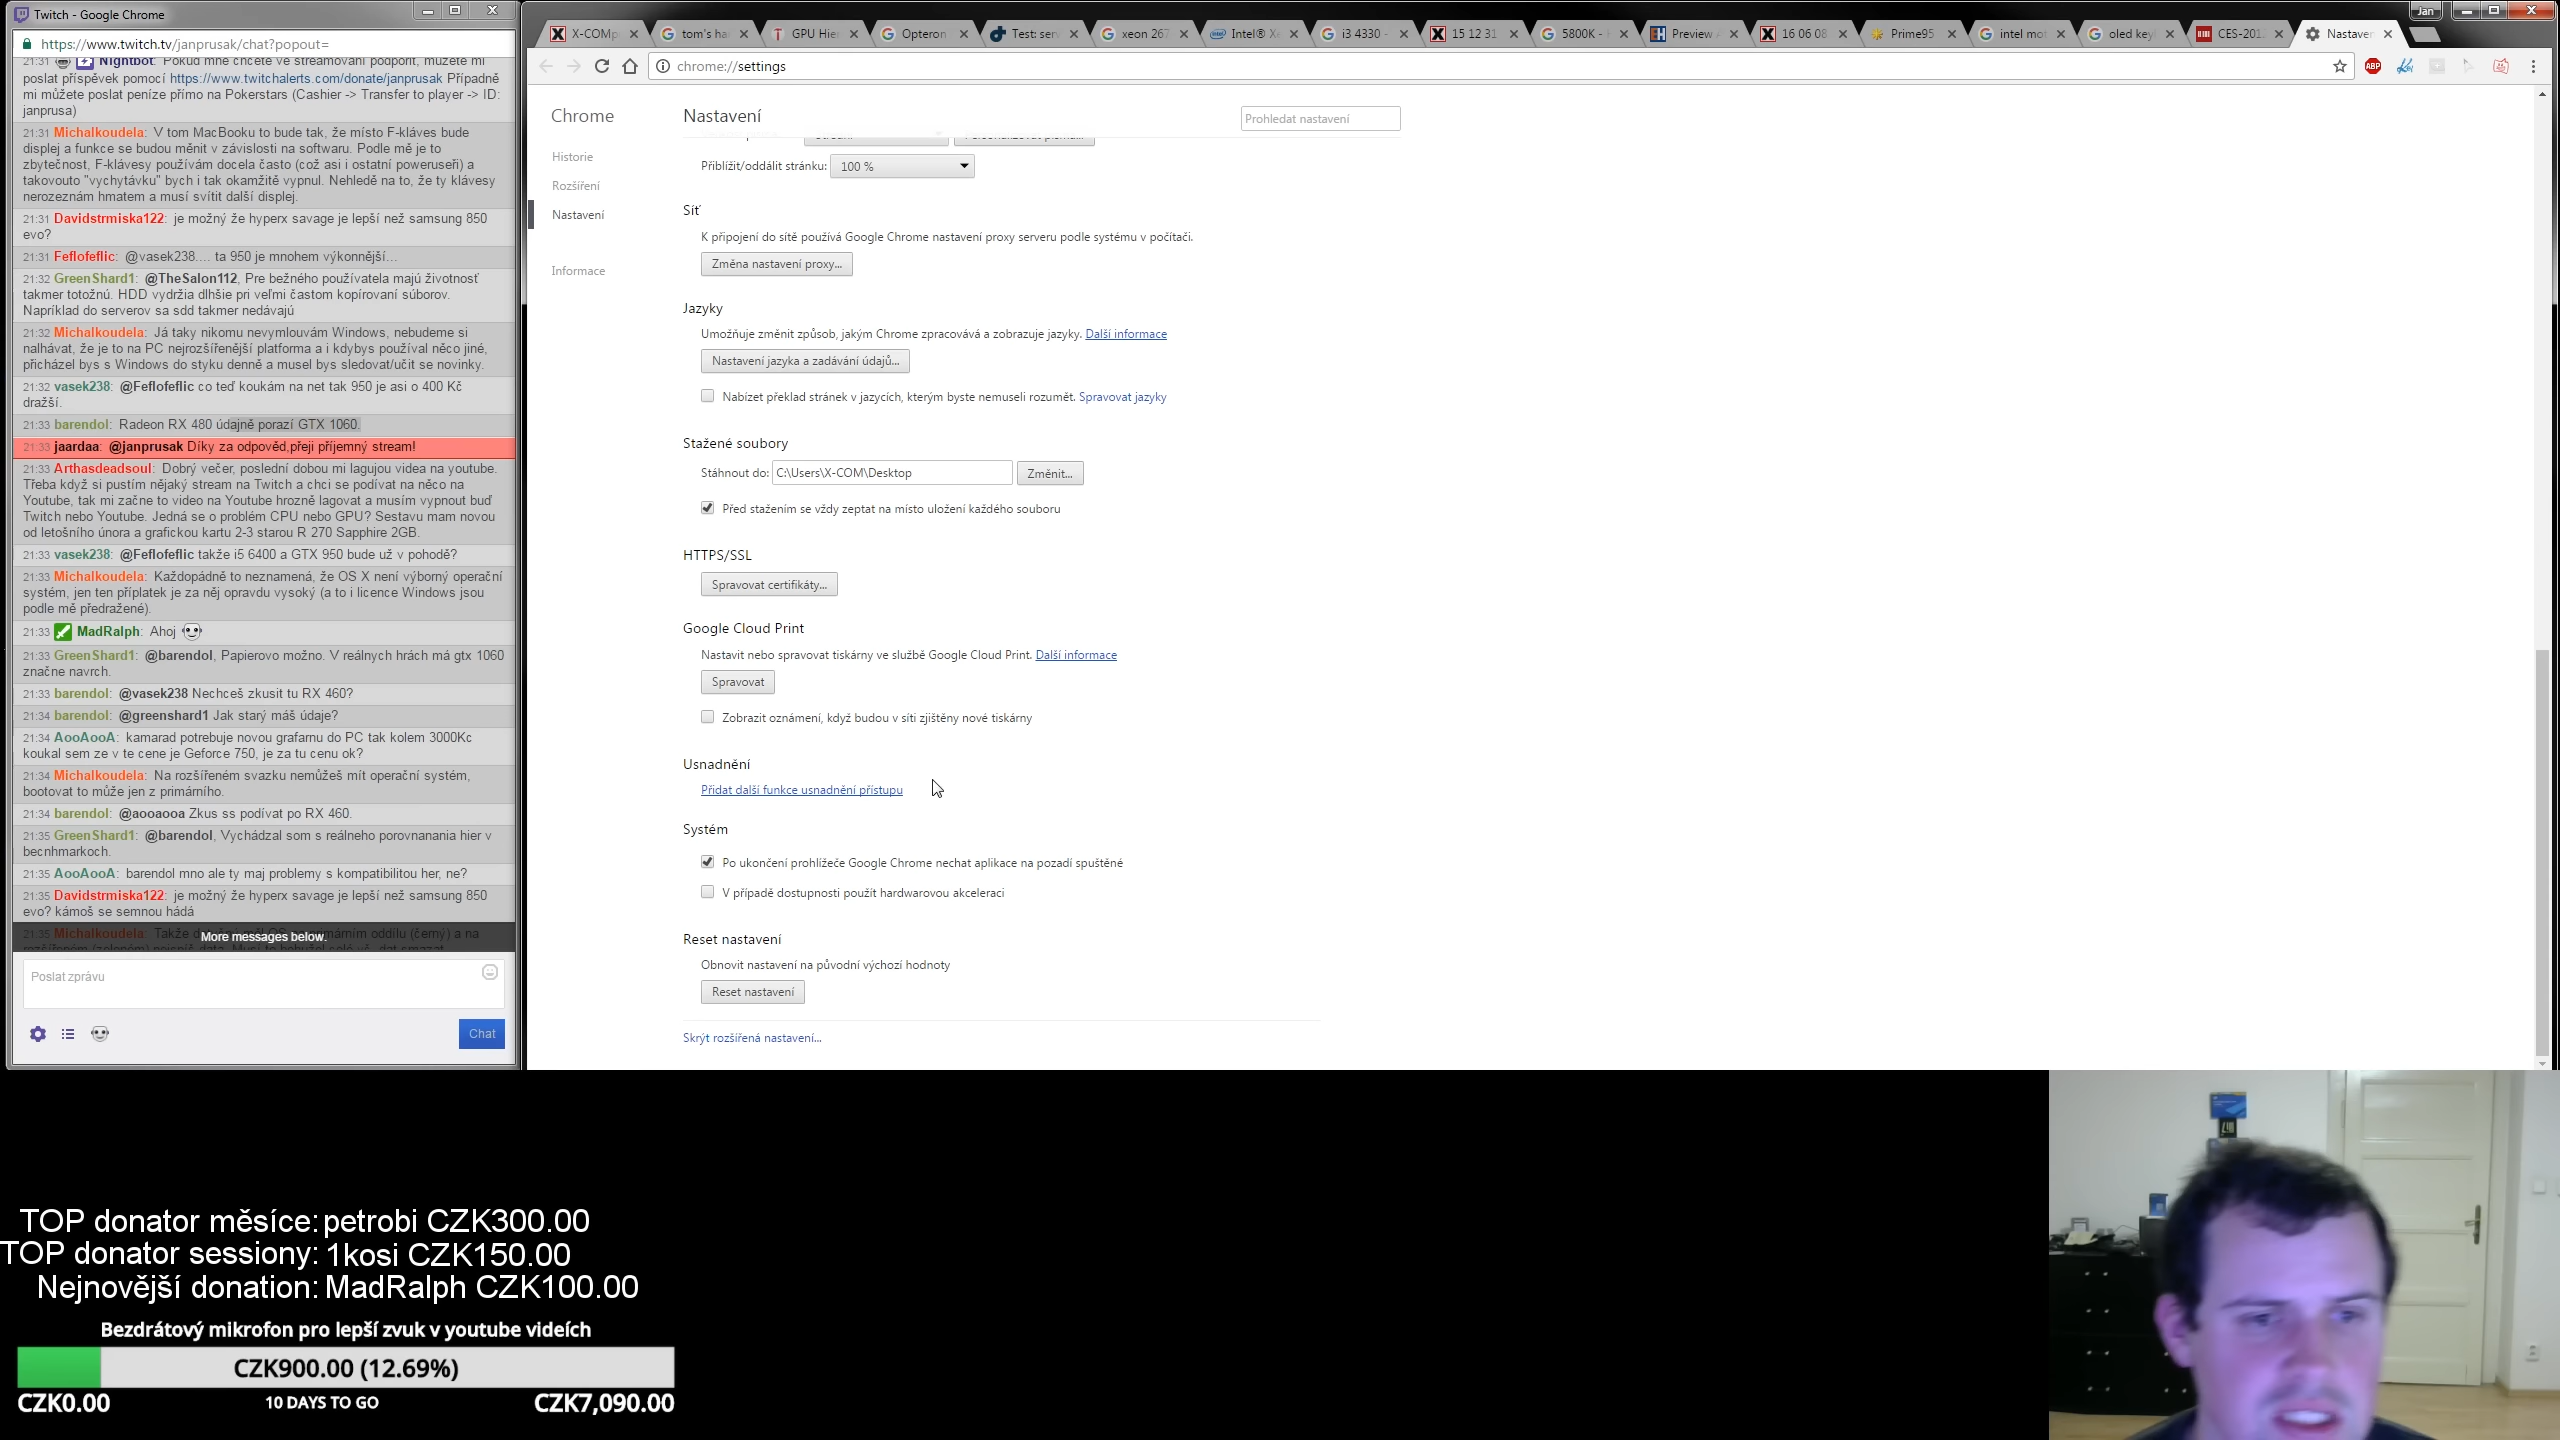 Twitch - Google Chrome
https://www.twitch.tv/janprusak/chat?popout=
21:31 Nightbot: Pokud mne chcete ve streamování podpořit, můžete mi
poslat příspěvek pomocí https://www.twitchalerts.com/donate/janprusak Případně
mi můžete poslat peníze přímo na Pokerstars (Cashier -> Transfer to player -> ID:
janprusa)
21:31 Michalkoudela: V tom MacBooku to bude tak, že místo F-kláves bude
displej a funkce se budou měnit v závislosti na softwaru. Podle mě je to
zbytečnost, F-klávesy používám docela často (což asi i ostatní poweruseři) a
takovouto "vychytávku" bych i tak okamžitě vypnul. Nehledě na to, že ty klávesy
nerozeznám hmatem a musí svítit další displej.
21:31 Davidstrmiska122: je možný že hyperx savage je lepší než samsung 850
evo?
21:31 Feflofeflic: @vasek238.... ta 950 je mnohem výkonnější...
21:32 GreenShard1: @TheSalon112, Pre bežného používatela majú životnosť
takmer totožnú. HDD vydržia dlhšie pri veľmi častom kopírovaní súborov.
Napríklad do serverov sa sdd takmer nedávajú
21:32 Michalkoudela: Já taky nikomu nevymlouvám Windows, nebudeme si
nalhávat, že je to na PC nejrozšířenější platforma a i kdybys používal něco jiné,
přicházel bys s Windows do styku denně a musel bys sledovat/učit se novinky.
21:32 vasek238: @Feflofeflic co teď koukám na net tak 950 je asi o 400 Kč
dražší.
21:33 barendol: Radeon RX 480 údajně porazí GTX 1060.
21:33 jaardaa: @janprusak Díky za odpověd,přeji příjemný stream!
21:33 Arthasdeadsoul: Dobrý večer, poslední dobou mi lagujou videa na youtube.
Třeba když si pustím nějaký stream na Twitch a chci se podívat na něco na
Youtube, tak mi začne to video na Youtube hrozně lagovat a musím vypnout buď
Twitch nebo Youtube. Jedná se o problém CPU nebo GPU? Sestavu mam novou
od letošního února a grafickou kartu 2-3 starou R 270 Sapphire 2GB.
21:33 vasek238: @Feflofeflic takže i5 6400 a GTX 950 bude už v pohodě?
21:33 Michalkoudela: Každopádně to neznamená, že OS X není výborný operační
systém, jen ten příplatek je za něj opravdu vysoký (a to i licence Windows jsou
podle mě předražené).
21:33 MadRalph: Ahoj
21:33 GreenShard1: @barendol, Papierovo možno. V reálnych hrách má gtx 1060
značne navrch.
21:33 barendol: @vasek238 Nechceš zkusit tu RX 460?
21:34 barendol: @greenshard1 Jak starý máš údaje?
21:34 AooAooA: kamarad potrebuje novou grafarnu do PC tak kolem 3000Kc
koukal sem ze v te cene je Geforce 750, je za tu cenu ok?
21:34 Michalkoudela: Na rozšířeném svazku nemůžeš mít operační systém,
bootovat to může jen z primárního.
21:34 barendol: @aooaooa Zkus ss podívat po RX 460.
21:35 GreenShard1: @barendol, Vychádzal som s reálneho porovnanania hier v
becnhmarkoch.
21:35 AooAooA: barendol mno ale ty maj problemy s kompatibilitou her, ne?
21:35 Davidstrmiska122: je možný že hyperx savage je lepší než samsung 850
evo? kámoš se semnou hádá
21:35 Michalkoudela: Takže
More messages below.
Poslat zprávu
Chat
X-COMp
tom's ha
GPU Hie
Opteron
Test: ser
xeon 267
Intel® X
i3 4330 -
15 12 31
5800K -
Preview
16 06 08
Prime95
intel mot
oled key
CES-201
Nastaven
Jan
chrome://settings
ABP
Chrome
Historie
Rozšíření
Nastavení
Informace
Nastavení
Prohledat nastavení
Přiblížit/oddálit stránku: 100 %
Síť
K připojení do sítě používá Google Chrome nastavení proxy serveru podle systému v počítači.
Změna nastavení proxy...
Jazyky
Umožňuje změnit způsob, jakým Chrome zpracovává a zobrazuje jazyky. Další informace
Nastavení jazyka a zadávání údajů...
Nabízet překlad stránek v jazycích, kterým byste nemuseli rozumět. Spravovat jazyky
Stažené soubory
Stáhnout do: C:\Users\X-COM\Desktop
Změnit...
Před stažením se vždy zeptat na místo uložení každého souboru
HTTPS/SSL
Spravovat certifikáty...
Google Cloud Print
Nastavit nebo spravovat tiskárny ve službě Google Cloud Print. Další informace
Spravovat
Zobrazit oznámení, když budou v síti zjištěny nové tiskárny
Usnadnění
Přidat další funkce usnadnění přístupu
Systém
Po ukončení prohlížeče Google Chrome nechat aplikace na pozadí spuštěné
V případě dostupnosti použít hardwarovou akceleraci
Reset nastavení
Obnovit nastavení na původní výchozí hodnoty
Reset nastavení
Skrýt rozšířená nastavení...
TOP donator měsíce: petrobi CZK300.00
TOP donator sessiony: 1kosi CZK150.00
Nejnovější donation: MadRalph CZK100.00
Bezdrátový mikrofon pro lepší zvuk v youtube videích
CZK900.00 (12.69%)
CZK0.00
10 DAYS TO GO
CZK7,090.00